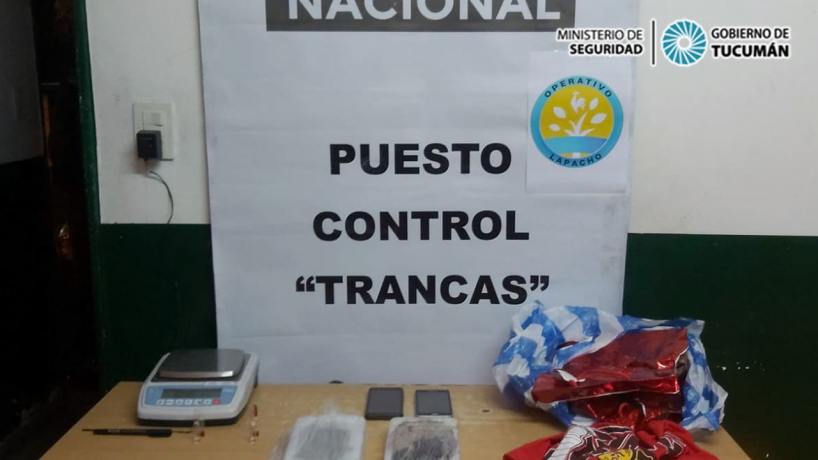 NACIONAL
MINISTERIO DE
SEGURIDAD
GOBIERNO DE
TUCUMÁN
OPERATIVO
LAPACHO
PUESTO
CONTROL
“TRANCAS”